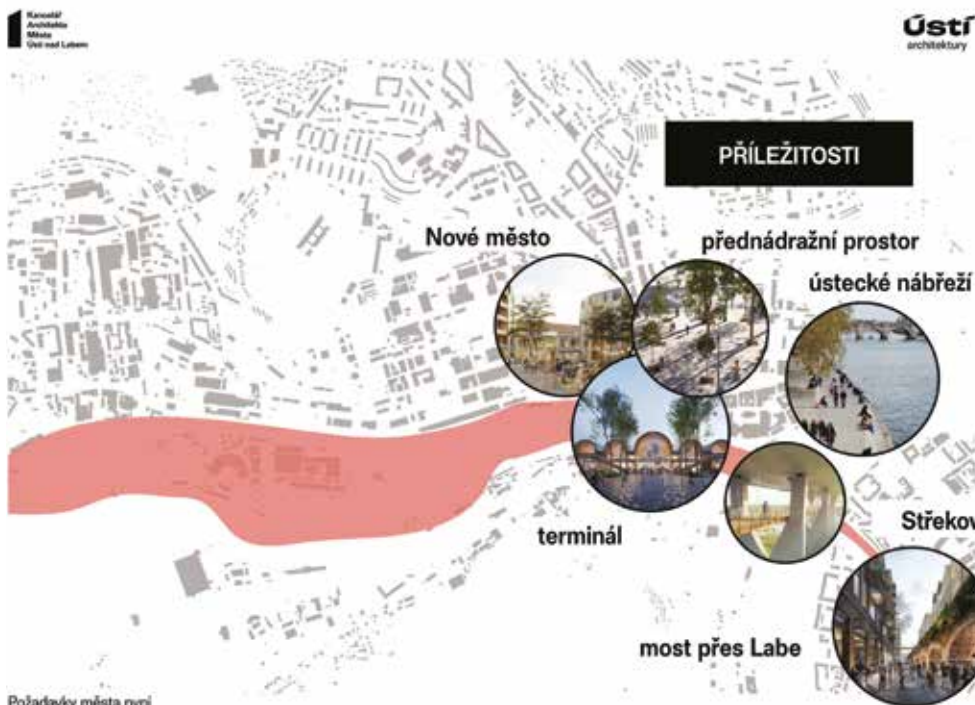 Kancelář
Architekta
Města
Ústí nad Labem
Ústí
architektury
PŘÍLEŽITOSTI
Nové město
přednádražní prostor
ústecké nábřeží
terminál
Střekov
most přes Labe
Požadavky města nyní